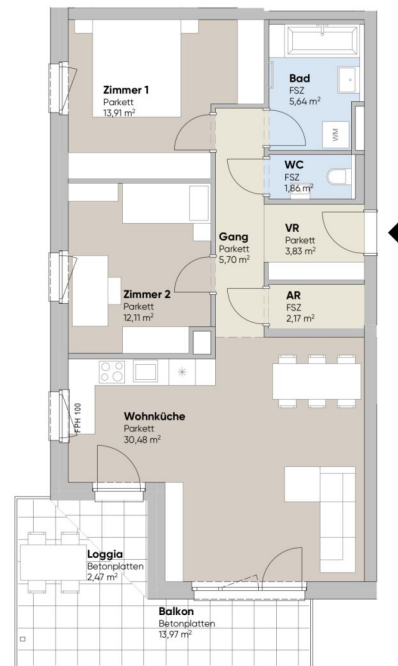 Zimmer 1
Parkett
13,91 m²
Bad
FSZ
5,64 m²
WM
WC
FSZ
1,86 m²
Gang
Parkett
5,70 m²
VR
Parkett
3,83 m²
Zimmer 2
Parkett
12,11 m²
AR
FSZ
2,17 m²
FPH 100
Wohnküche
Parkett
30,48 m²
Loggia
Betonplatten
2,47 m²
Balkon
Betonplatten
13,97 m²